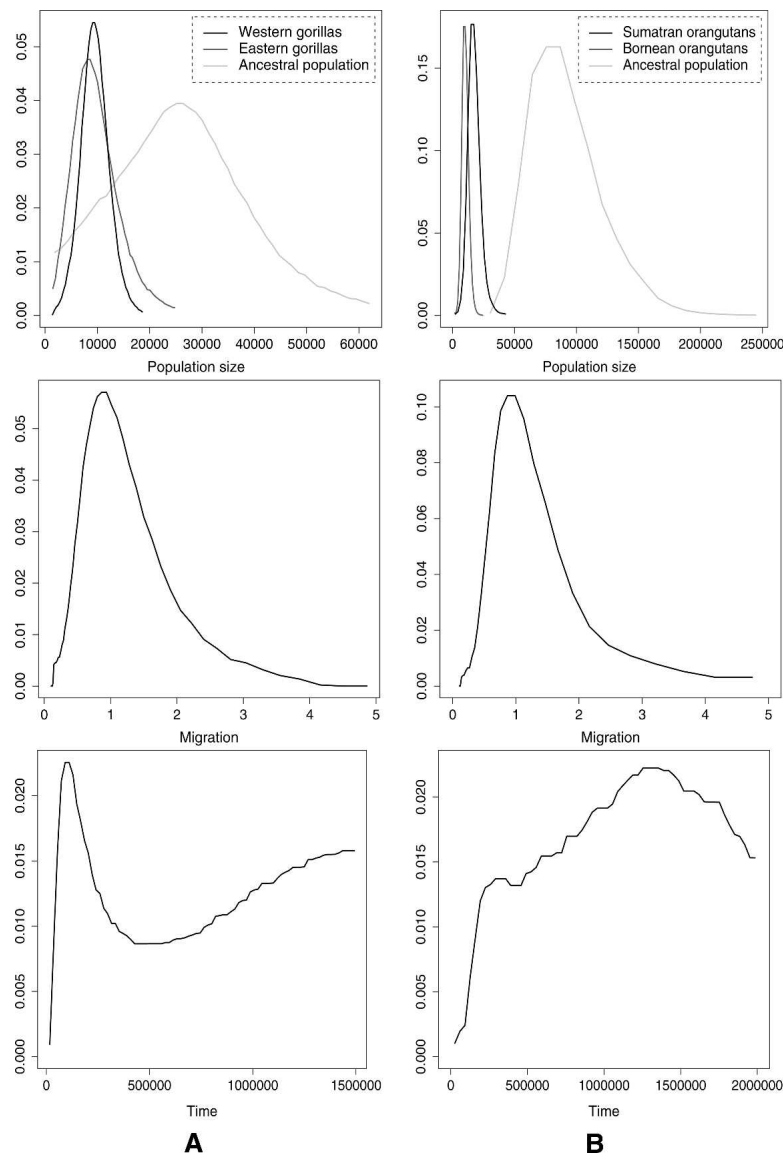 Western gorillas
Eastern gorillas
Ancestral population
0.00 0.01 0.02 0.03 0.04 0.05
0 10000 20000 30000 40000 50000 60000
Population size
Sumatran orangutans
Bornean orangutans
Ancestral population
0.00 0.05 0.10 0.15
0 50000 100000 150000 200000 250000
Population size
0.00 0.01 0.02 0.03 0.04 0.05
0 1 2 3 4 5
Migration
0.00 0.02 0.04 0.06 0.08 0.10
0 1 2 3 4 5
Migration
0.000 0.005 0.010 0.015 0.020
0 500000 1000000 1500000
Time
0.000 0.005 0.010 0.015 0.020
0 500000 1000000 1500000 2000000
Time
A
B